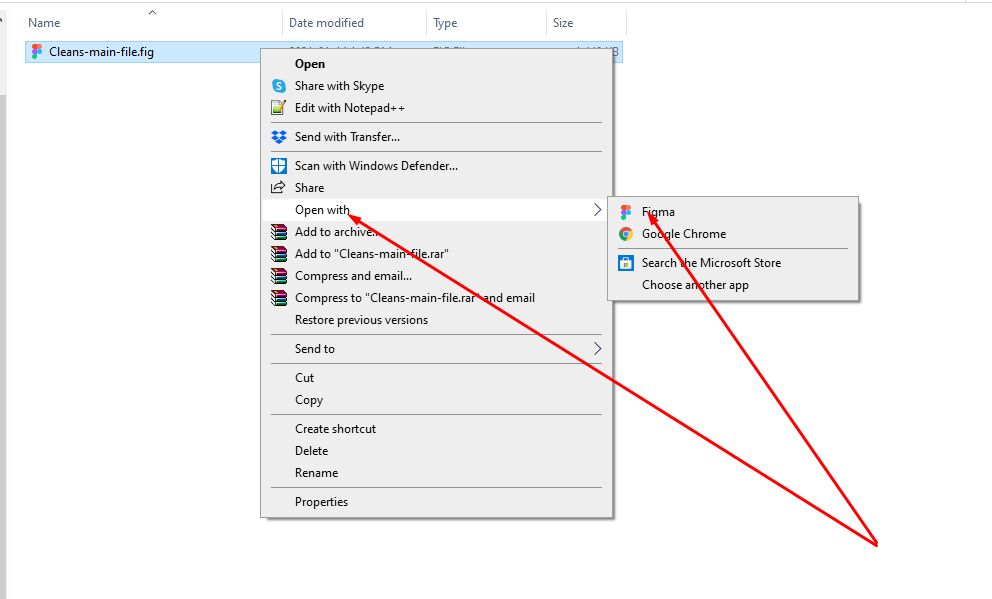 Name Date modified Type Size
Cleans-main-file.fig
Open
Share with Skype
Edit with Notepad++
Send with Transfer...
Scan with Windows Defender...
Share
Open with
Add to archive...
Add to "Cleans-main-file.rar"
Compress and email...
Compress to "Cleans-main-file.rar" and email
Restore previous versions
Send to
Cut
Copy
Create shortcut
Delete
Rename
Properties
Figma
Google Chrome
Search the Microsoft Store
Choose another app